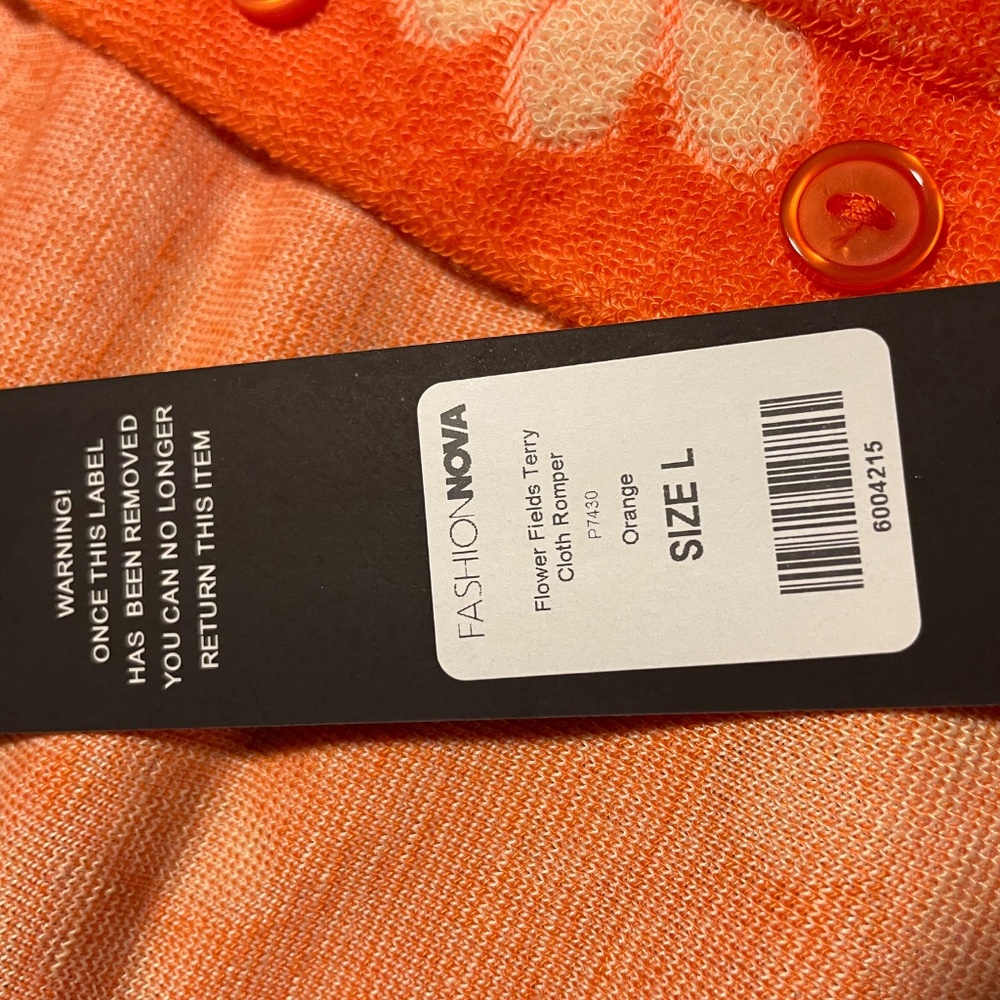 WARNING!
ONCE THIS LABEL
HAS BEEN REMOVED
YOU CAN NO LONGER
RETURN THIS ITEM
FASHIONNOVA
Flower Fields Terry
Cloth Romper
P7430
Orange
SIZE L
6004215